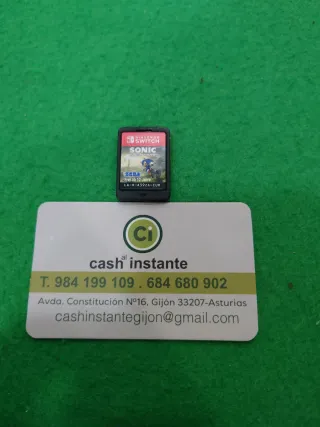 NINTENDO
SWITCH
SONIC
SEGA
Ci
cash al instante
T. 984 199 109 . 684 680 902
Avda. Constitución Nº16, Gijón 33207-Asturias
cashinstantegijon@gmail.com